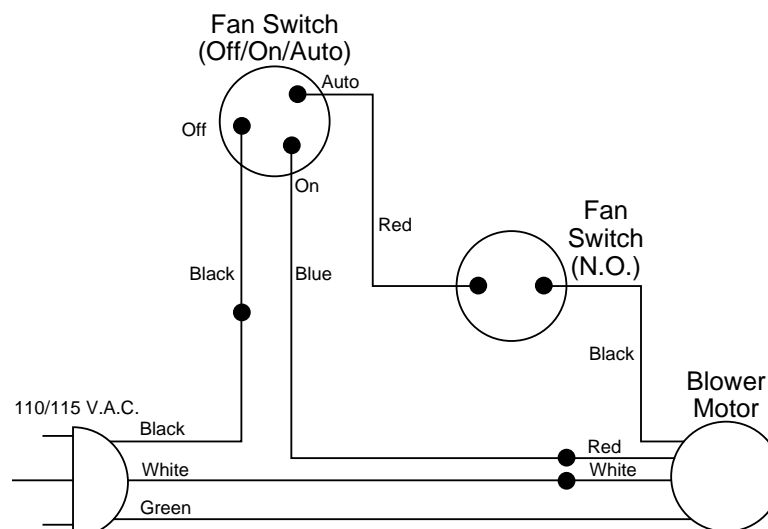 Fan Switch
(Off/On/Auto)
Auto
Off
On
Red
Fan
Switch
(N.O.)
Black
Blue
Black
Blower
Motor
110/115 V.A.C.
Black
Red
White
White
Green